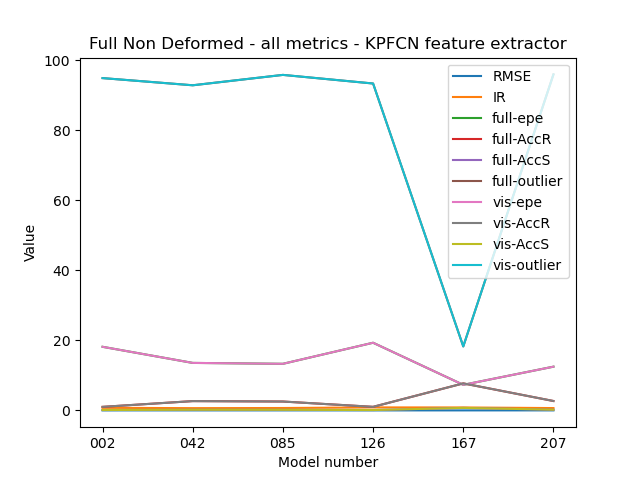 Full Non Deformed - all metrics - KPFCN feature extractor
100
80
60
40
20
0
Value
002 042 085 126 167 207
Model number
RMSE
IR
full-epe
full-AccR
full-AccS
full-outlier
vis-epe
vis-AccR
vis-AccS
vis-outlier